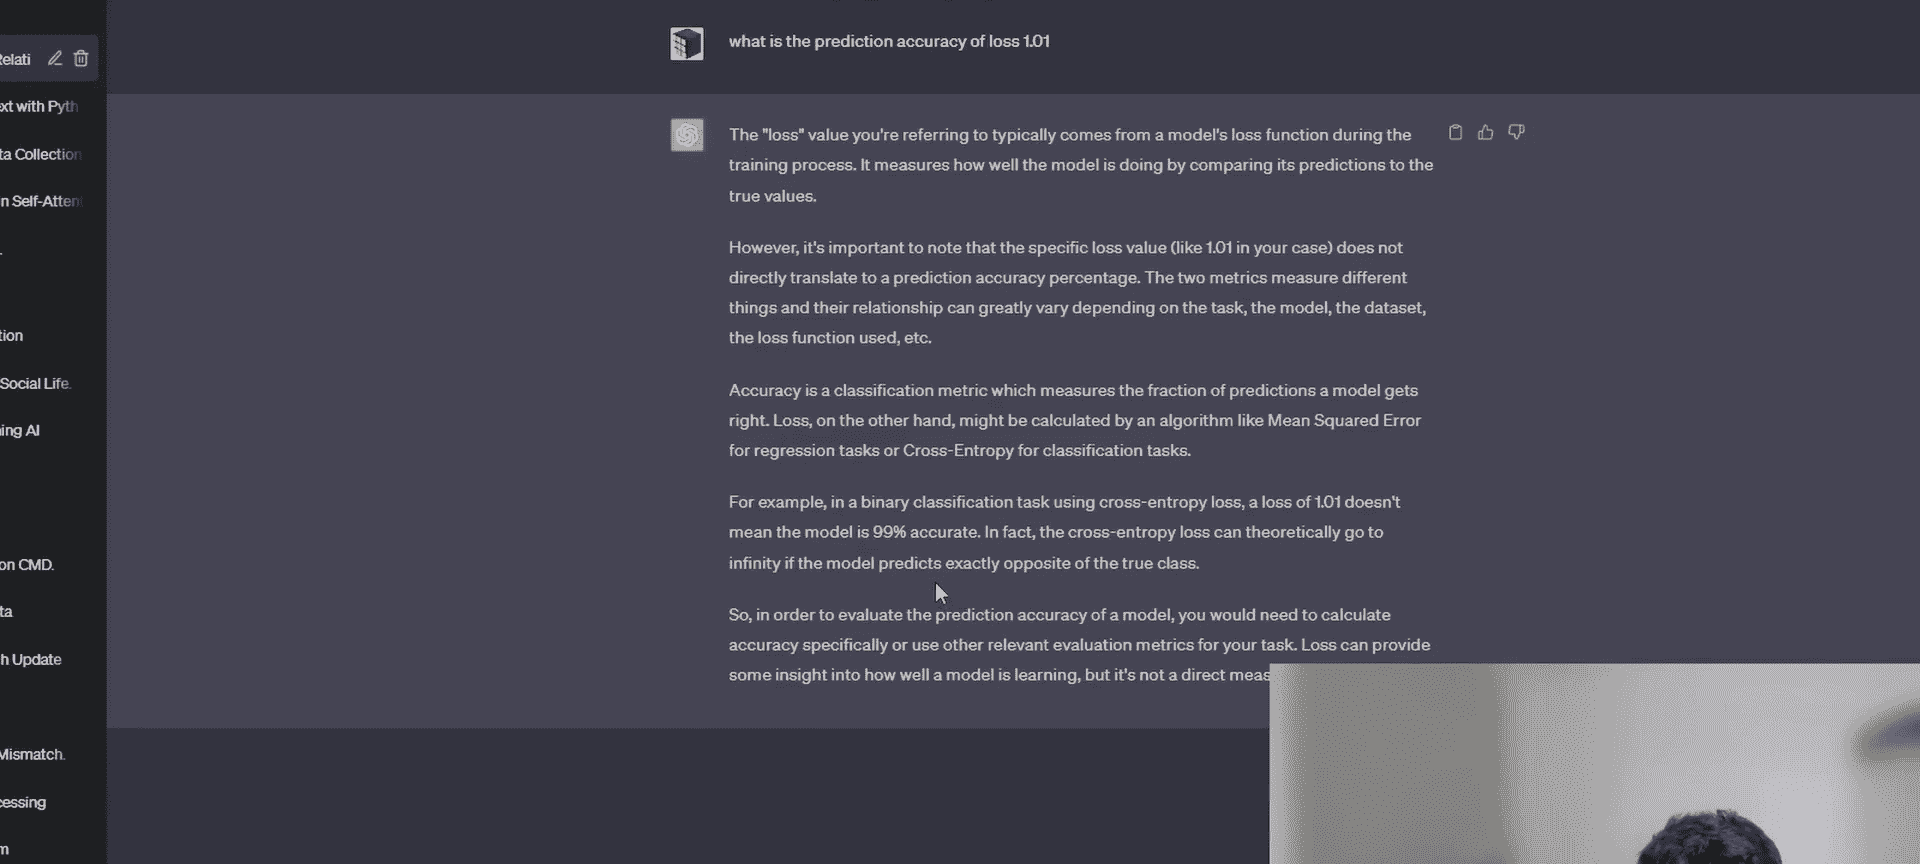 what is the prediction accuracy of loss 1.01
Relati
ext with Pyth
ta Collection
n Self-Atten
tion
Social Life.
ning AI
on CMD.
ta
h Update
Mismatch.
cessing
m
The "loss" value you're referring to typically comes from a model's loss function during the
training process. It measures how well the model is doing by comparing its predictions to the
true values.
However, it's important to note that the specific loss value (like 1.01 in your case) does not
directly translate to a prediction accuracy percentage. The two metrics measure different
things and their relationship can greatly vary depending on the task, the model, the dataset,
the loss function used, etc.
Accuracy is a classification metric which measures the fraction of predictions a model gets
right. Loss, on the other hand, might be calculated by an algorithm like Mean Squared Error
for regression tasks or Cross-Entropy for classification tasks.
For example, in a binary classification task using cross-entropy loss, a loss of 1.01 doesn't
mean the model is 99% accurate. In fact, the cross-entropy loss can theoretically go to
infinity if the model predicts exactly opposite of the true class.
So, in order to evaluate the prediction accuracy of a model, you would need to calculate
accuracy specifically or use other relevant evaluation metrics for your task. Loss can provide
some insight into how well a model is learning, but it's not a direct meas